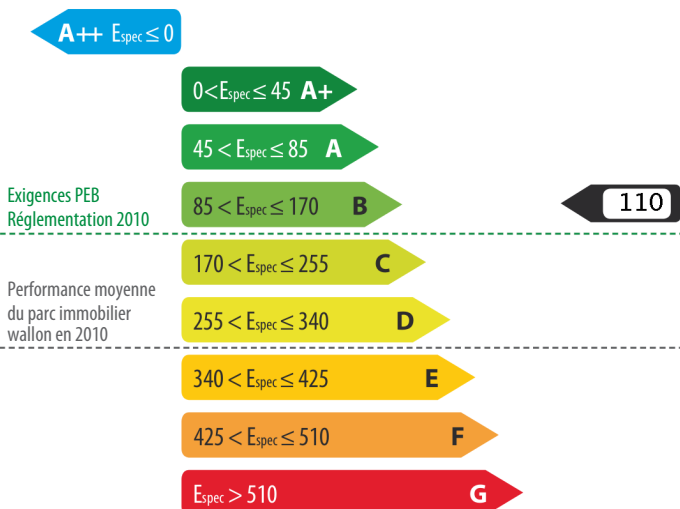 A++ Espec ≤ 0
0<Espec ≤ 45 A+
45 < Espec ≤ 85 A
Exigences PEB
Réglementation 2010
85 < Espec ≤ 170 B
110
170 < Espec ≤ 255 C
Performance moyenne
du parc immobilier
wallon en 2010
255 < Espec ≤ 340 D
340 < Espec ≤ 425 E
425 < Espec ≤ 510 F
Espec > 510 G